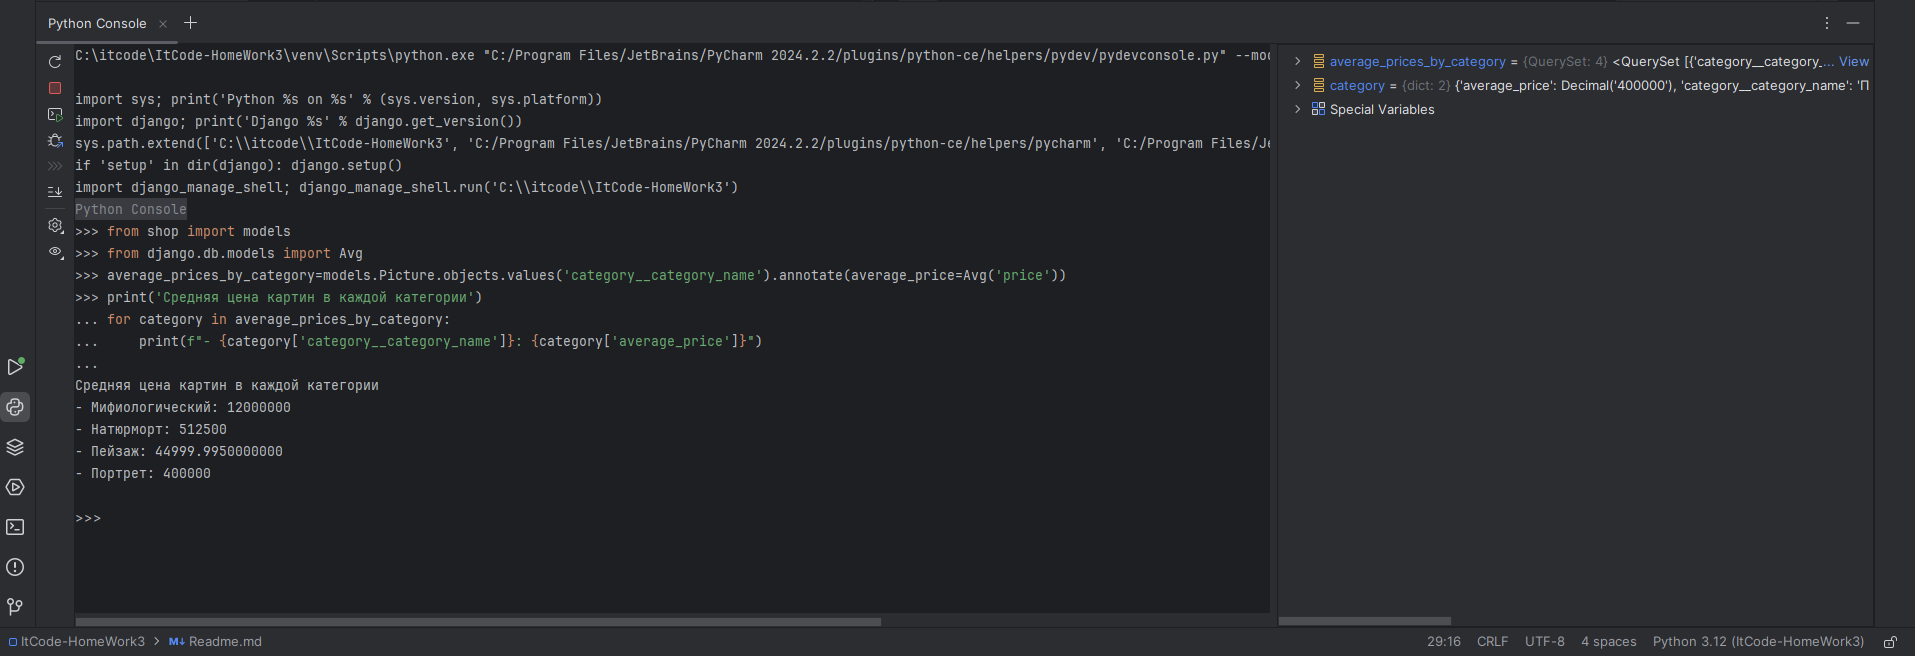 Python Console
C:\itcode\ItCode-HomeWork3\venv\Scripts\python.exe "C:/Program Files/JetBrains/PyCharm 2024.2.2/plugins/python-ce/helpers/pydev/pydevconsole.py" --mo
import sys; print('Python %s on %s' % (sys.version, sys.platform))
import django; print('Django %s' % django.get_version())
sys.path.extend(['C:\\itcode\\ItCode-HomeWork3', 'C:/Program Files/JetBrains/PyCharm 2024.2.2/plugins/python-ce/helpers/pycharm', 'C:/Program Files/Je
if 'setup' in dir(django): django.setup()
import django_manage_shell; django_manage_shell.run('C:\\itcode\\ItCode-HomeWork3')
Python Console
>>> from shop import models
>>> from django.db.models import Avg
>>> average_prices_by_category=models.Picture.objects.values('category__category_name').annotate(average_price=Avg('price'))
>>> print('Средняя цена картин в каждой категории')
... for category in average_prices_by_category:
...     print(f"- {category['category__category_name']}: {category['average_price']}")
...
Средняя цена картин в каждой категории
- Мифиологический: 12000000
- Натюрморт: 512500
- Пейзаж: 44999.9950000000
- Портрет: 400000
>>>
average_prices_by_category = {QuerySet: 4} <QuerySet [{'category__category_... View
category = {dict: 2} {'average_price': Decimal('400000'), 'category__category_name': 'П
Special Variables
ItCode-HomeWork3 > M↓ Readme.md
29:16 CRLF UTF-8 4 spaces Python 3.12 (ItCode-HomeWork3)